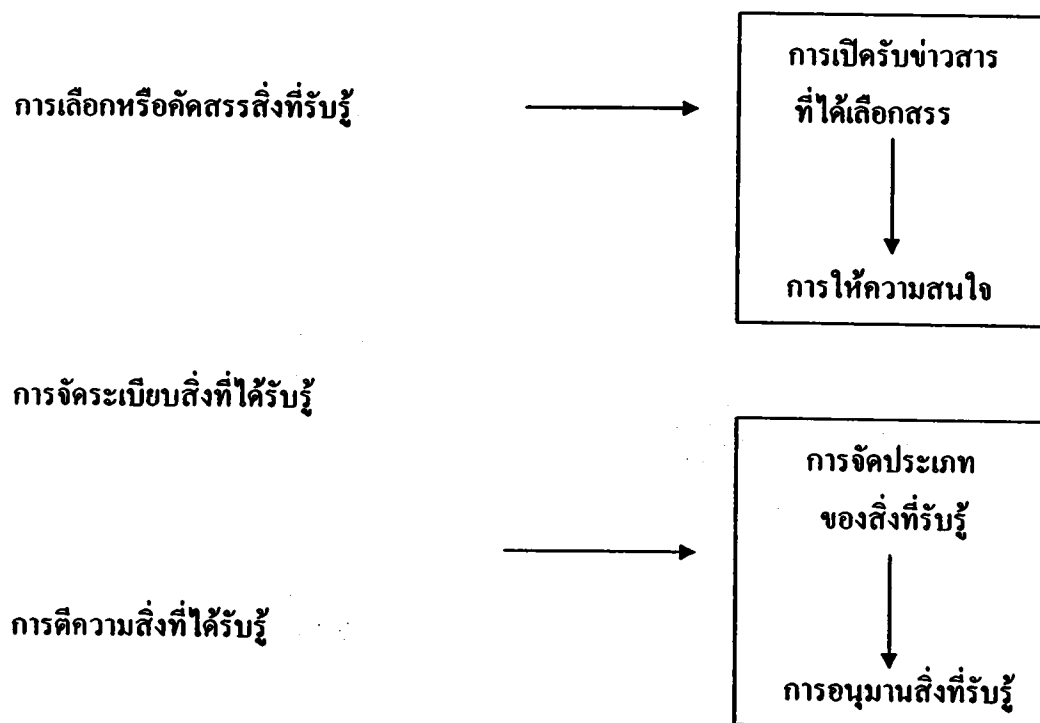 การเปิดรับข่าวสาร
การเลือกหรือคัดสรรสิ่งที่รับรู้
ที่ได้เลือกสรร
การให้ความสนใจ
การจัดระเบียบสิ่งที่ได้รับรู้
การจัดประเภท
ของสิ่งที่รับรู้
การตีความสิ่งที่ได้รับรู้
การอนุมานสิ่งที่รับรู้